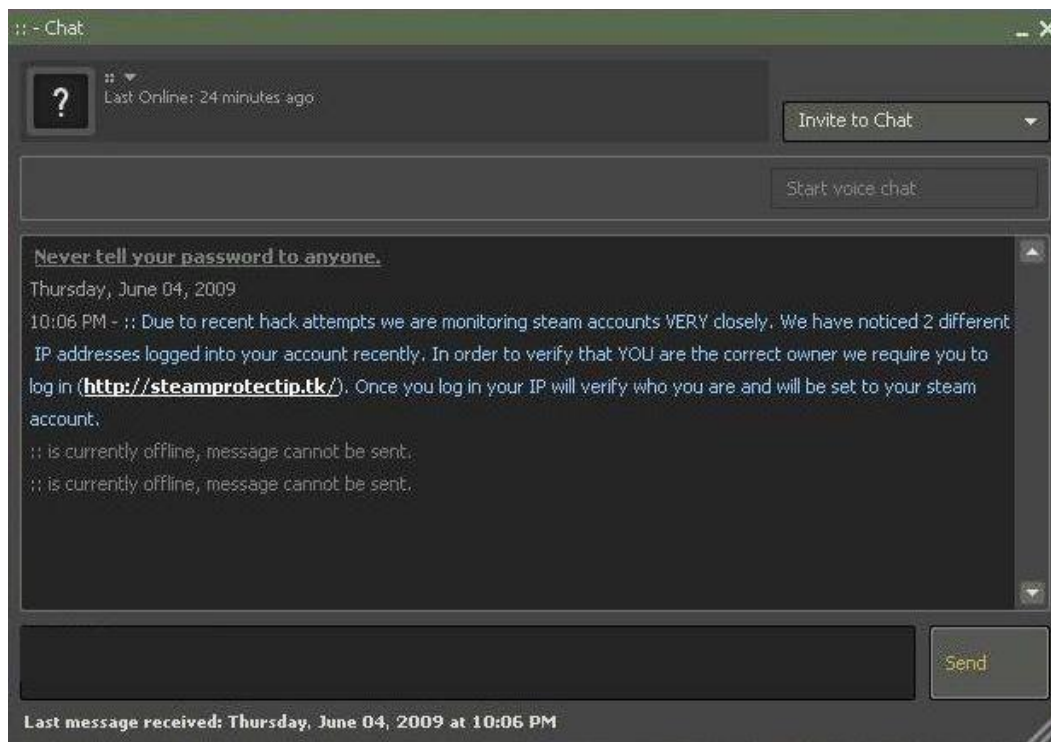 :: - Chat
::
Last Online: 24 minutes ago
?
Invite to Chat
Start voice chat
Never tell your password to anyone.
Thursday, June 04, 2009
10:06 PM - :: Due to recent hack attempts we are monitoring steam accounts VERY closely. We have noticed 2 different
IP addresses logged into your account recently. In order to verify that YOU are the correct owner we require you to
log in (http://steamprotectip.tk/). Once you log in your IP will verify who you are and will be set to your steam
account.
:: is currently offline, message cannot be sent.
:: is currently offline, message cannot be sent.
Send
Last message received: Thursday, June 04, 2009 at 10:06 PM